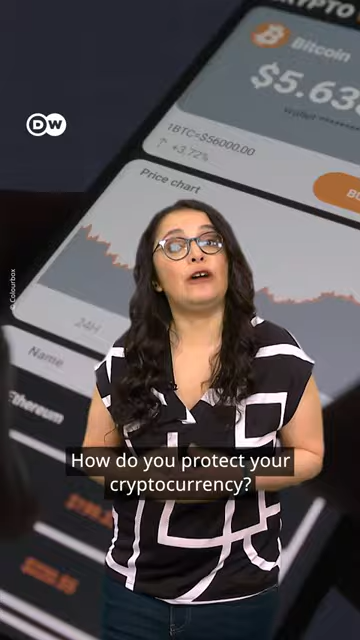 Bitcoin
DW
$5.63
1BTC=$56000.00
↑ +3.72%
Price chart
© Colourbox
24H
Name
Ethereum
How do you protect your
cryptocurrency?